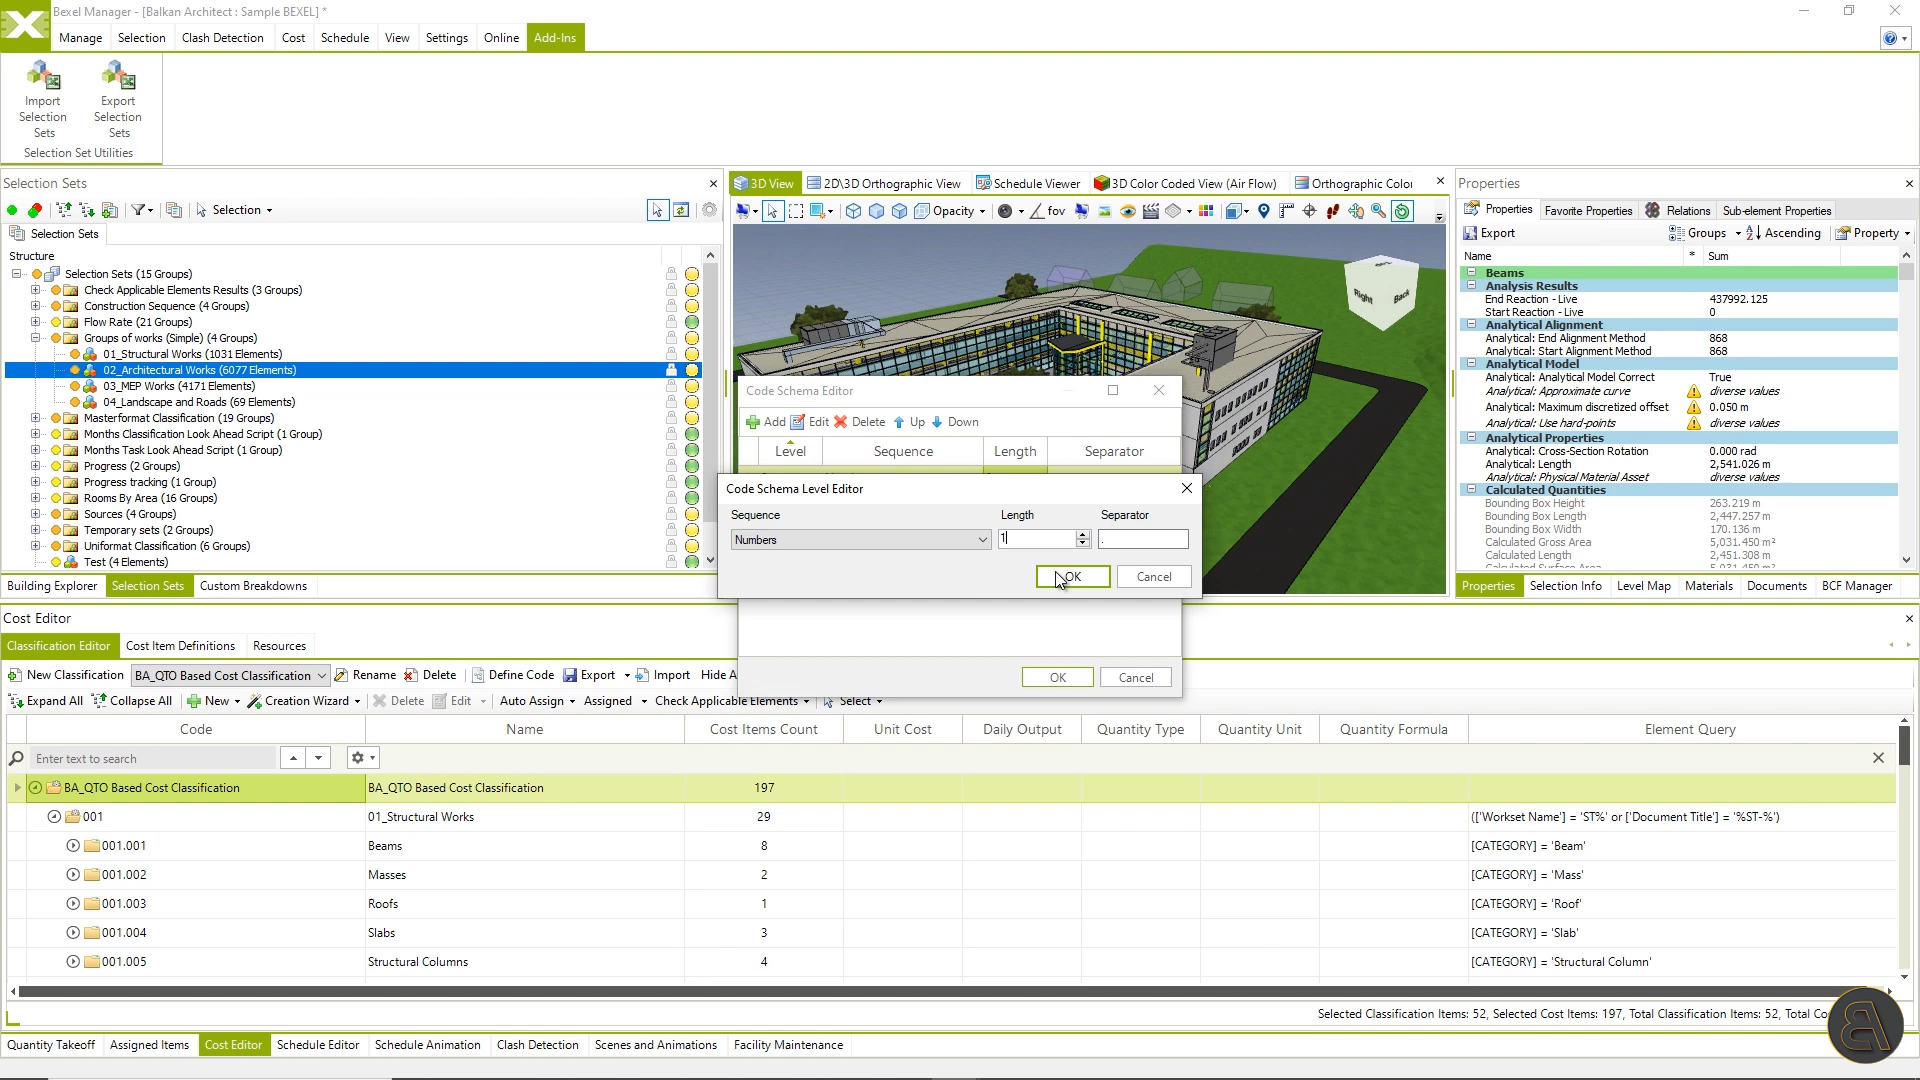 Bexel Manager - [Balkan Architect : Sample BEXEL] *
Manage Selection Clash Detection Cost Schedule View Settings Online Add-Ins
Import Selection Sets
Export Selection Sets
Selection Set Utilities
Selection Sets
Selection
Selection Sets
Structure
Selection Sets (15 Groups)
Check Applicable Elements Results (3 Groups)
Construction Sequence (4 Groups)
Flow Rate (21 Groups)
Groups of works (Simple) (4 Groups)
01_Structural Works (1031 Elements)
02_Architectural Works (6077 Elements)
03_MEP Works (4171 Elements)
04_Landscape and Roads (69 Elements)
Masterformat Classification (19 Groups)
Months Classification Look Ahead Script (1 Group)
Months Task Look Ahead Script (1 Group)
Progress (2 Groups)
Progress tracking (1 Group)
Rooms By Area (16 Groups)
Sources (4 Groups)
Temporary sets (2 Groups)
Uniformat Classification (6 Groups)
Test (4 Elements)
Building Explorer Selection Sets Custom Breakdowns
3D View 2D\3D Orthographic View Schedule Viewer 3D Color Coded View (Air Flow) Orthographic Color
Opacity fov
Right Back
Code Schema Editor
Add Edit Delete Up Down
Level Sequence Length Separator
Code Schema Level Editor
Sequence Length Separator
Numbers 1 .
OK Cancel
OK Cancel
Properties
Properties Favorite Properties Relations Sub-element Properties
Export Groups Ascending Property
Name * Sum
Beams
Analysis Results
End Reaction - Live 437992.125
Start Reaction - Live 0
Analytical Alignment
Analytical: End Alignment Method 868
Analytical: Start Alignment Method 868
Analytical Model
Analytical: Analytical Model Correct True
Analytical: Approximate curve diverse values
Analytical: Maximum discretized offset 0.050 m
Analytical: Use hard-points diverse values
Analytical Properties
Analytical: Cross-Section Rotation 0.000 rad
Analytical: Length 2,541.026 m
Analytical: Physical Material Asset diverse values
Calculated Quantities
Bounding Box Height 263.219 m
Bounding Box Length 2,447.257 m
Bounding Box Width 170.136 m
Calculated Gross Area 5,031.450 m²
Calculated Length 2,451.308 m
Calculated Surface Area 5,031.450 m²
Properties Selection Info Level Map Materials Documents BCF Manager
Cost Editor
Classification Editor Cost Item Definitions Resources
New Classification BA_QTO Based Cost Classification Rename Delete Define Code Export Import Hide A
Expand All Collapse All New Creation Wizard Delete Edit Auto Assign Assigned Check Applicable Elements Select
Code Name Cost Items Count Unit Cost Daily Output Quantity Type Quantity Unit Quantity Formula Element Query
Enter text to search
BA_QTO Based Cost Classification BA_QTO Based Cost Classification 197
001 01_Structural Works 29 (['Workset Name'] = 'ST%' or ['Document Title'] = '%ST-%')
001.001 Beams 8 [CATEGORY] = 'Beam'
001.002 Masses 2 [CATEGORY] = 'Mass'
001.003 Roofs 1 [CATEGORY] = 'Roof'
001.004 Slabs 3 [CATEGORY] = 'Slab'
001.005 Structural Columns 4 [CATEGORY] = 'Structural Column'
Selected Classification Items: 52, Selected Cost Items: 197, Total Classification Items: 52, Total Co
Quantity Takeoff Assigned Items Cost Editor Schedule Editor Schedule Animation Clash Detection Scenes and Animations Facility Maintenance